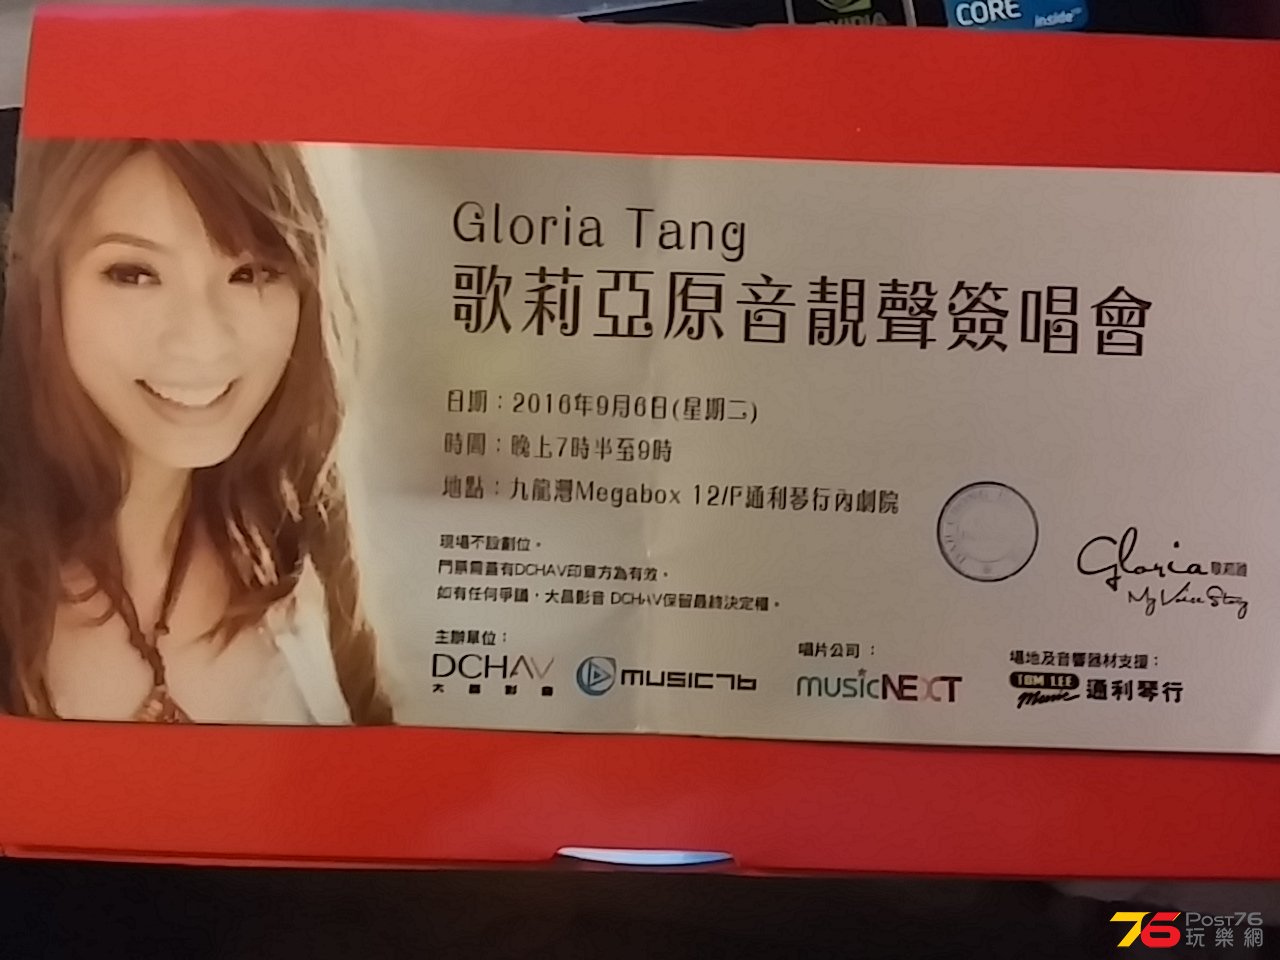 CORE
inside™
Gloria Tang
歌莉亞原音靚聲簽唱會
日期：2016年9月6日(星期二)
時間：晚上7時半至9時
地點：九龍灣Megabox 12/F通利琴行內劇院
現場不設劃位。
門票需蓋有DCHAV印章方為有效。
如有任何爭議，大昌影音 DCHAV保留最終決定權。
Gloria 歌莉雅
My Voice Story
主辦單位：
DCHAV
大昌影音
MUSIC76
唱片公司：
musicNEXT
場地及音響器材支援：
TOM LEE
Music
通利琴行
76 POST76
玩樂網